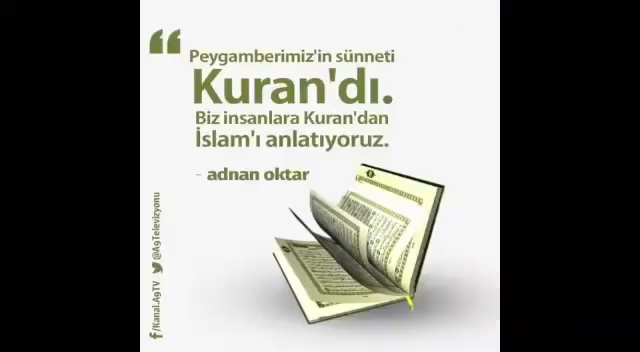 Peygamberimiz'in sünneti
Kuran'dı.
Biz insanlara Kuran'dan
İslam'ı anlatıyoruz.
- adnan oktar
/Kanal.A9TV @A9Televizyonu